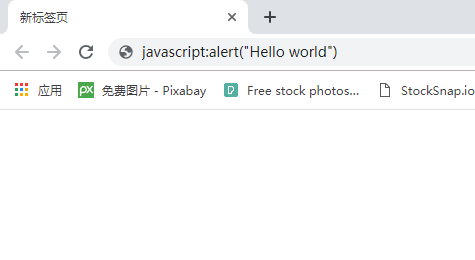 新标签页
javascript:alert("Hello world")
应用 免费图片 - Pixabay Free stock photos... StockSnap.io